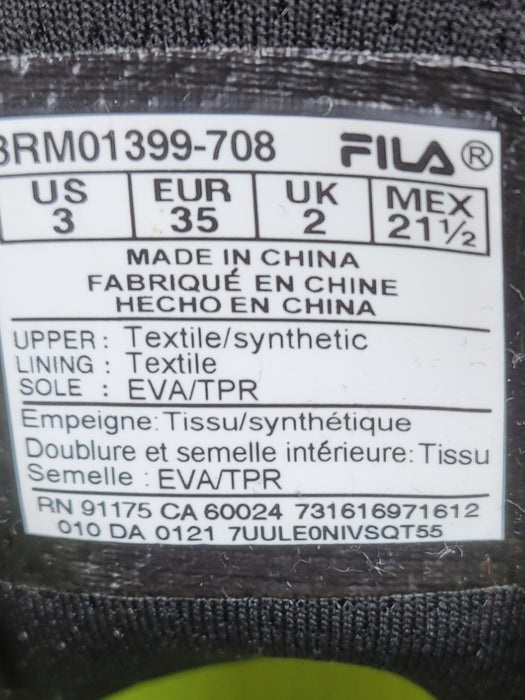 3RM01399-708 FILA®
US EUR UK MEX
3 35 2 21½
MADE IN CHINA
FABRIQUÉ EN CHINE
HECHO EN CHINA
UPPER : Textile/synthetic
LINING : Textile
SOLE : EVA/TPR
Empeigne: Tissu/synthétique
Doublure et semelle intérieure: Tissu
Semelle : EVA/TPR
RN 91175 CA 60024 731616971612
010 DA 0121 7UULE0NIVSQT55